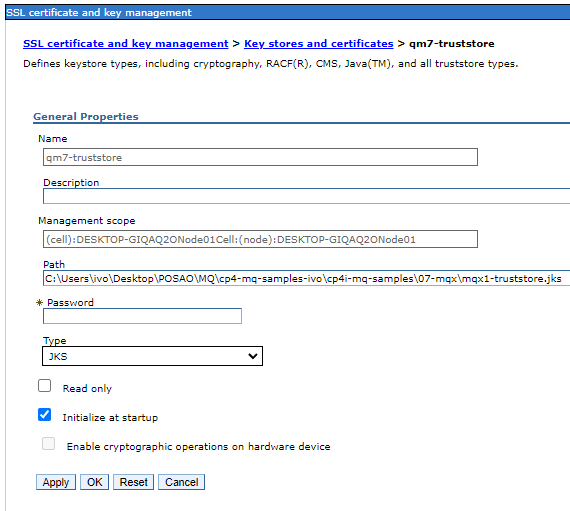 SSL certificate and key management
SSL certificate and key management > Key stores and certificates > qm7-truststore
Defines keystore types, including cryptography, RACF(R), CMS, Java(TM), and all truststore types.
General Properties
Name
qm7-truststore
Description
Management scope
(cell):DESKTOP-GIQAQ2ONode01Cell:(node):DESKTOP-GIQAQ2ONode01
Path
C:\Users\ivo\Desktop\POSAO\MQ\cp4-mq-samples-ivo\cp4i-mq-samples\07-mqx\mqx1-truststore.jks
* Password
Type
JKS
Read only
Initialize at startup
Enable cryptographic operations on hardware device
Apply OK Reset Cancel